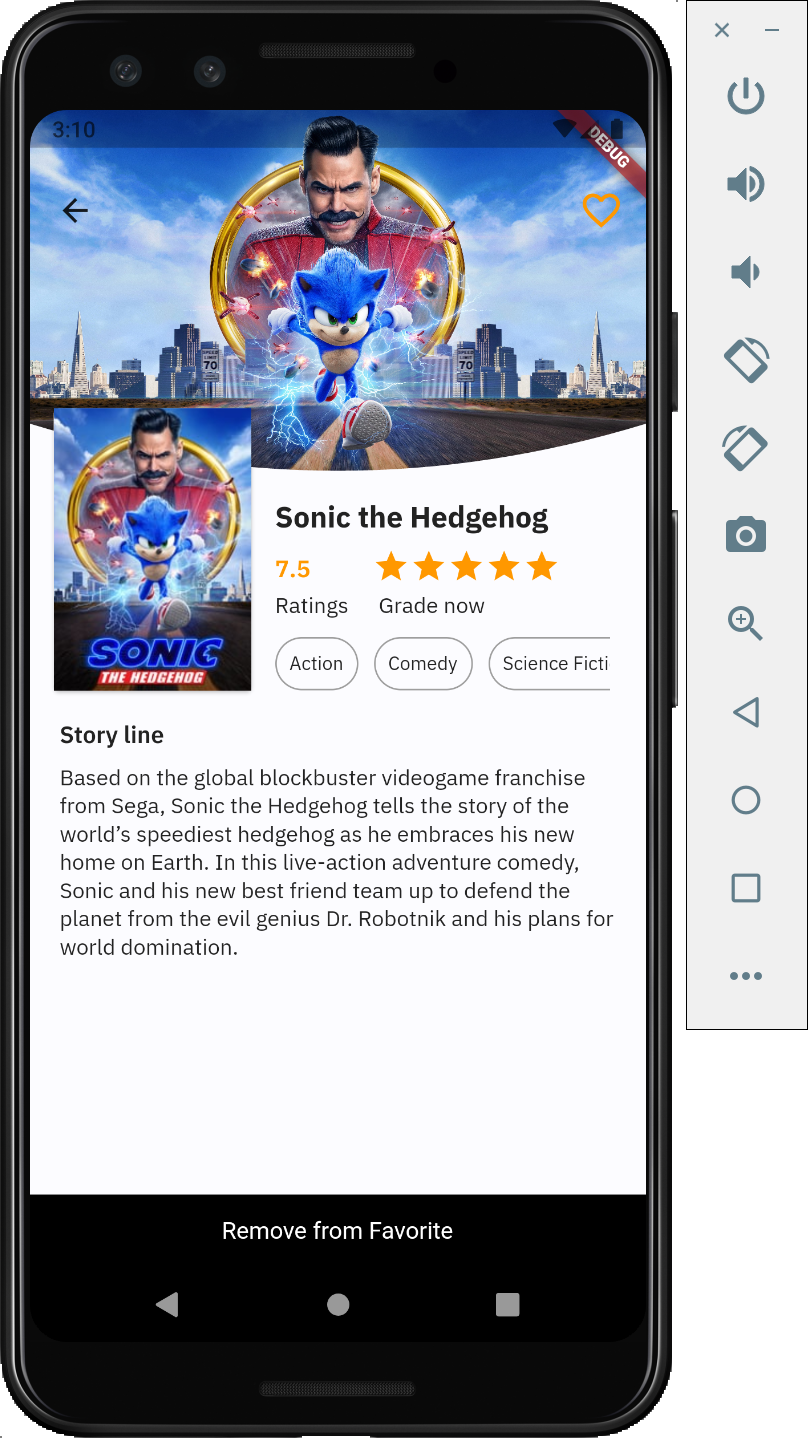 3:10
DEBUG
SPEED LIMIT 70
SPEED LIMIT 70
SONIC
THE HEDGEHOG
Sonic the Hedgehog
7.5
Ratings
Grade now
Action
Comedy
Science Ficti
Story line
Based on the global blockbuster videogame franchise
from Sega, Sonic the Hedgehog tells the story of the
world’s speediest hedgehog as he embraces his new
home on Earth. In this live-action adventure comedy,
Sonic and his new best friend team up to defend the
planet from the evil genius Dr. Robotnik and his plans for
world domination.
Remove from Favorite